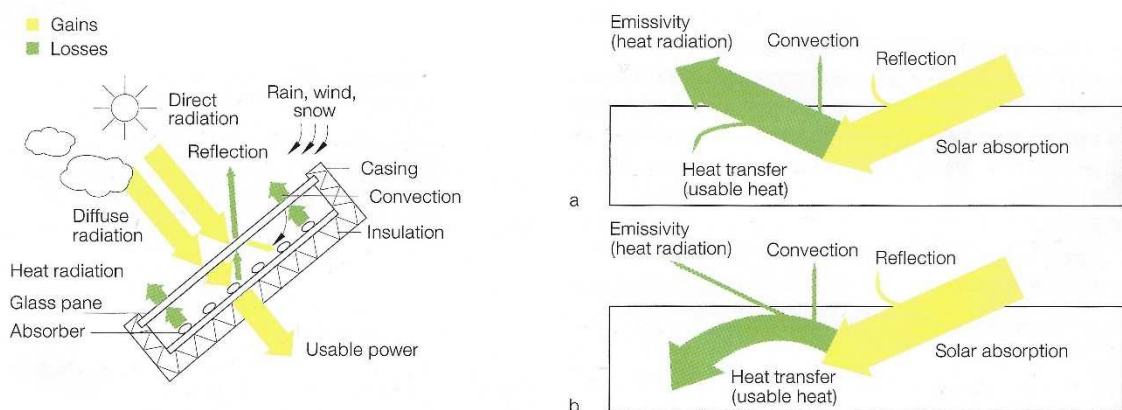 Gains
Losses
Direct
radiation
Rain, wind,
snow
Reflection
Casing
Convection
Diffuse
radiation
Insulation
Heat radiation
Glass pane
Absorber
Usable power
Emissivity
(heat radiation)
Convection
Reflection
Solar absorption
Heat transfer
(usable heat)
a
Emissivity
(heat radiation)
Convection
Reflection
Solar absorption
Heat transfer
(usable heat)
b